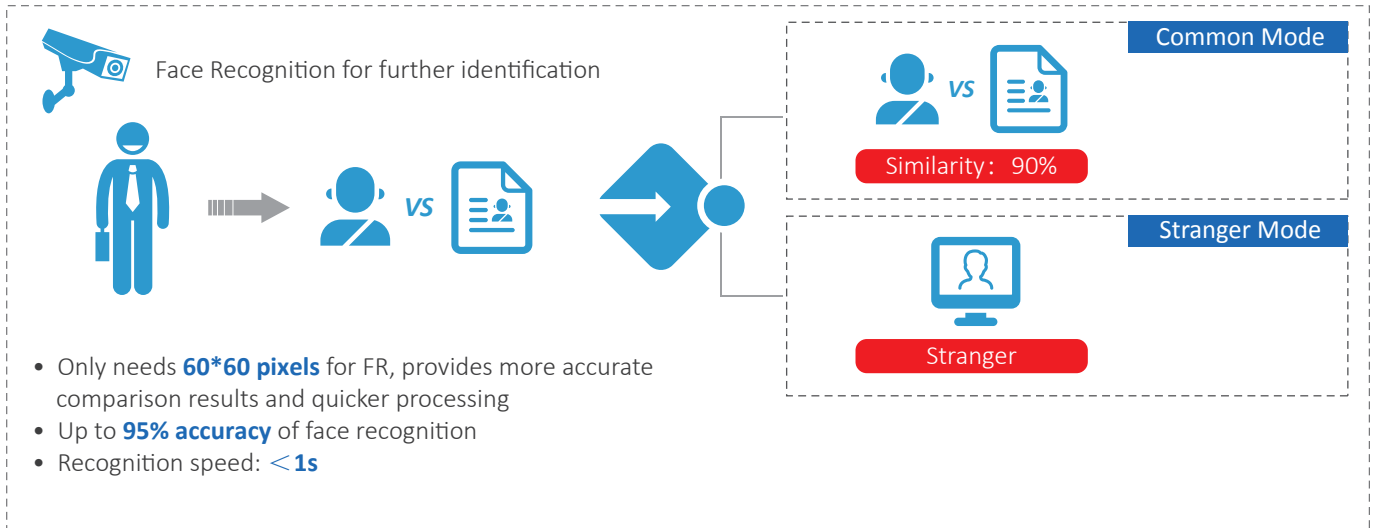 Face Recognition for further identification
VS
Common Mode
VS
Similarity： 90%
Stranger Mode
Stranger
• Only needs 60*60 pixels for FR, provides more accurate
comparison results and quicker processing
• Up to 95% accuracy of face recognition
• Recognition speed: ＜1s